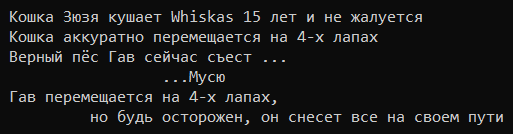 Кошка Зюзя кушает Whiskas 15 лет и не жалуется
Кошка аккуратно перемещается на 4-х лапах
Верный пёс Гав сейчас съест ...
...Мусю
Гав перемещается на 4-х лапах,
но будь осторожен, он снесет все на своем пути